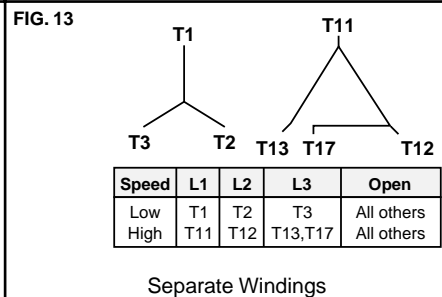 FIG. 13
T1
T3
T2
T11
T13
T17
T12
Speed L1 L2 L3 Open
Low T1 T2 T3 All others
High T11 T12 T13,T17 All others
Separate Windings